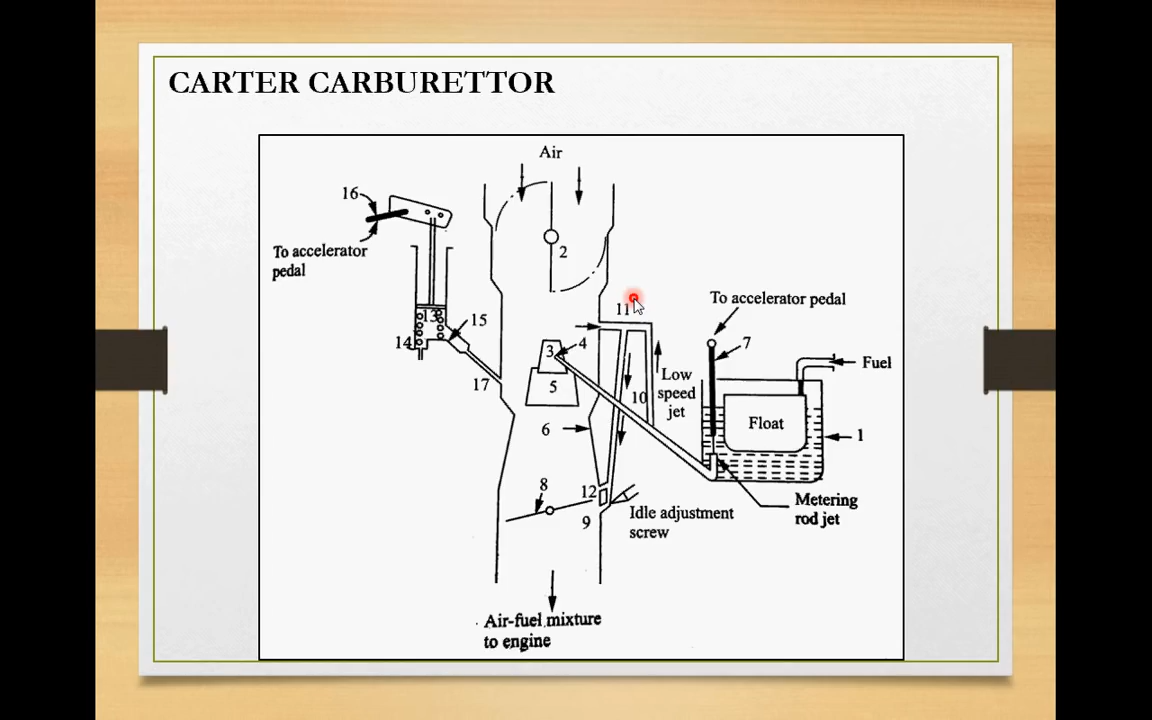 CARTER CARBURETTOR
Air
16
To accelerator
pedal
2
13
15
14
17
11
To accelerator pedal
7
Fuel
3
4
5
Low
speed
jet
10
Float
6
1
8
12
9
Idle adjustment
screw
Metering
rod jet
Air-fuel mixture
to engine